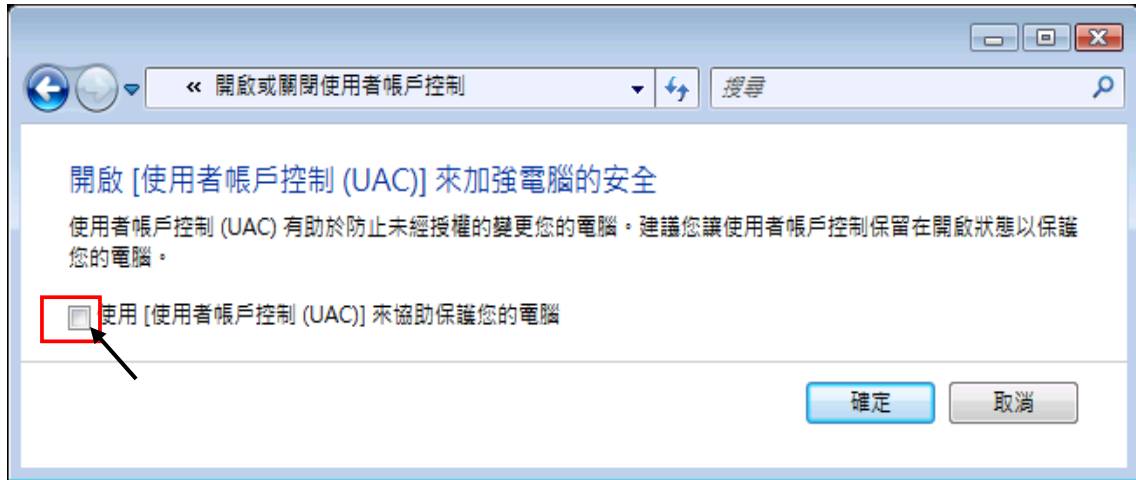 « 開啟或關閉使用者帳戶控制
搜尋
開啟 [使用者帳戶控制 (UAC)] 來加強電腦的安全
使用者帳戶控制 (UAC) 有助於防止未經授權的變更您的電腦。建議您讓使用者帳戶控制保留在開啟狀態以保護
您的電腦。
使用 [使用者帳戶控制 (UAC)] 來協助保護您的電腦
確定
取消